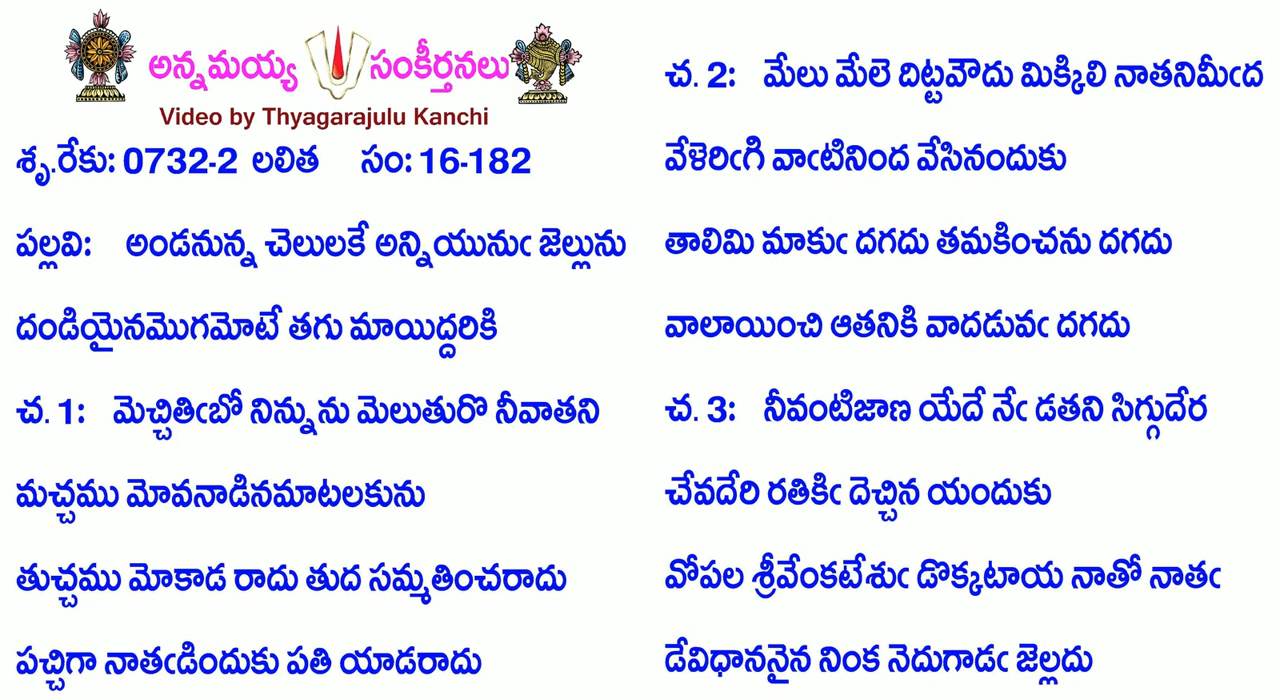 అన్నమయ్య సంకీర్తనలు
Video by Thyagarajulu Kanchi
శృ.రేకు: 0732-2 లలిత సం: 16-182
పల్లవి: అండనున్న చెలులకే అన్నియునుఁ జెల్లును
దండియైనమొగమోటే తగు మాయిద్దరికి
చ. 1: మెచ్చితిఁబో నిన్నును మెలుతురొ నీవాతని
మచ్చము మోవనాడినమాటలకును
తుచ్చము మోకాడ రాదు తుద సమ్మతించరాదు
పచ్చిగా నాతఁడిందుకు పతి యాడరాదు
చ. 2: మేలు మేలె దిట్టవౌదు మిక్కిలి నాతనిమీఁద
వేళెరిఁగి వాఁటినింద వేసినందుకు
తాలిమి మాకుఁ దగదు తమకించను దగదు
వాలాయించి ఆతనికి వాదడువఁ దగదు
చ. 3: నీవంటిజాణ యేదే నేఁ డతని సిగ్గుదేర
చేవదేరి రతికిఁ దెచ్చిన యందుకు
వోపల శ్రీవేంకటేశుఁ డొక్కటాయ నాతో నాతఁ
డేవిధాననైన నింక నెదుగాడఁ జెల్లదు